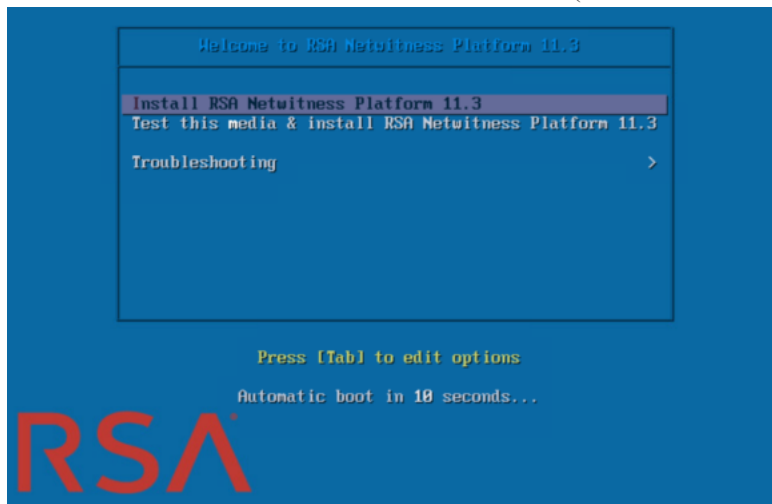 Welcome to RSA Netwitness Platform 11.3
Install RSA Netwitness Platform 11.3
Test this media & install RSA Netwitness Platform 11.3
Troubleshooting >
Press [Tab] to edit options
Automatic boot in 10 seconds...
RSA